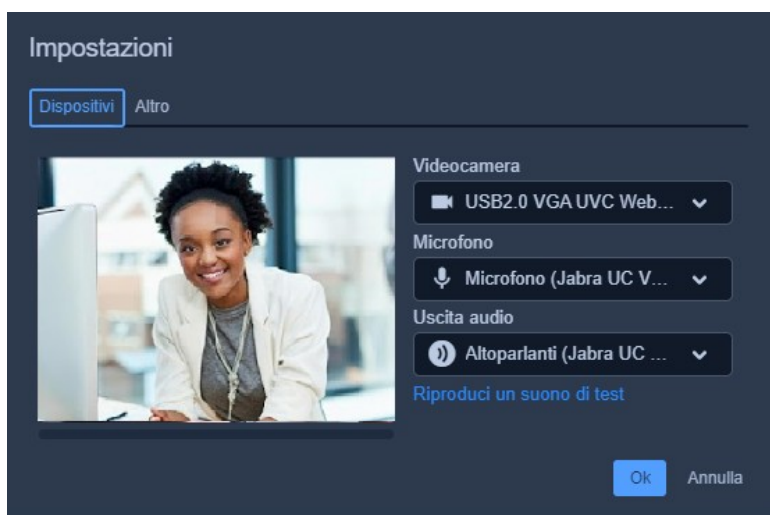 Impostazioni
Dispositivi Altro
Videocamera
USB2.0 VGA UVC Web...
Microfono
Microfono (Jabra UC V...
Uscita audio
Altoparlanti (Jabra UC ...
Riproduci un suono di test
Ok Annulla